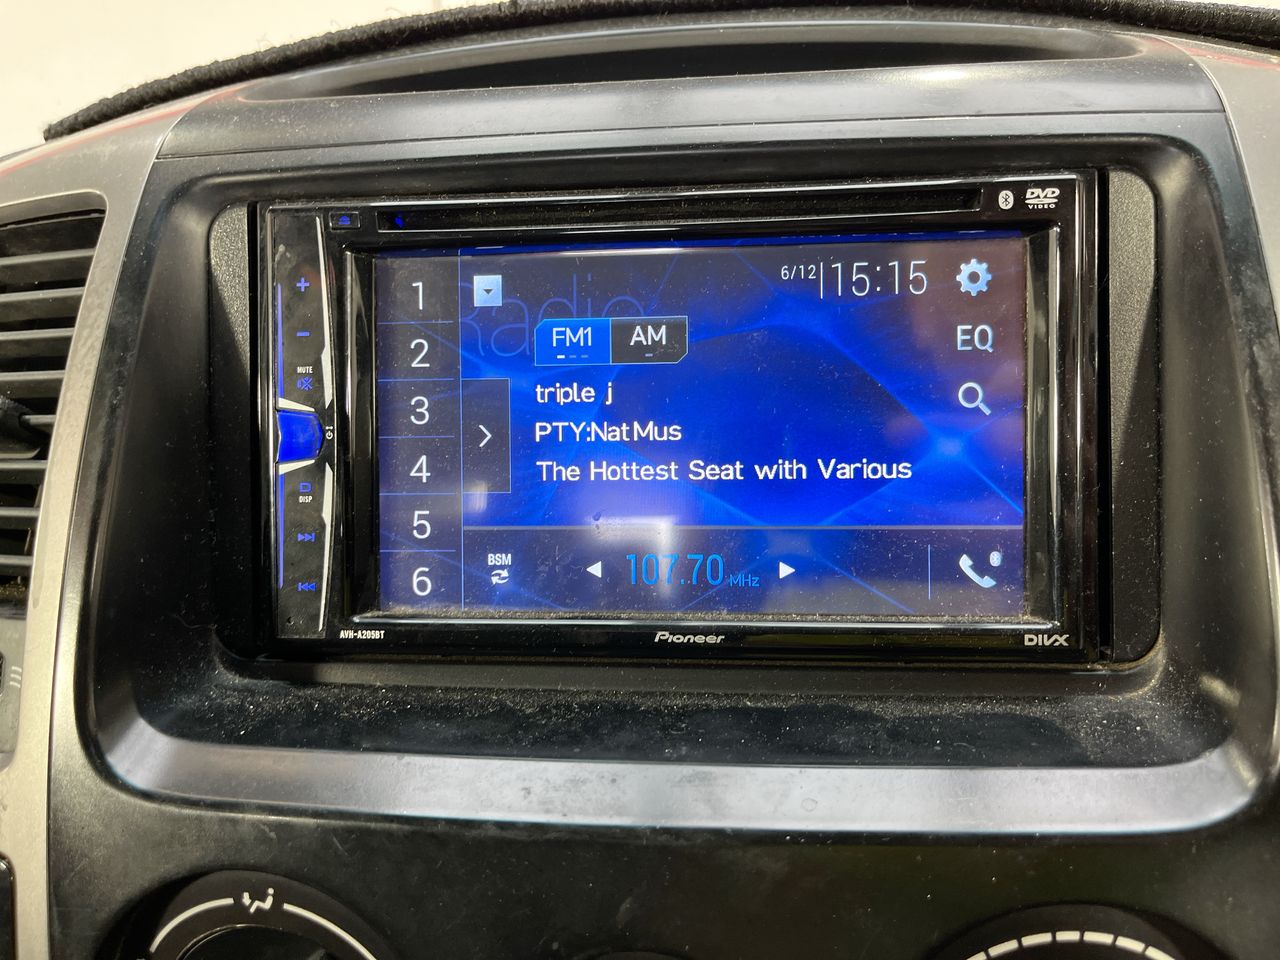 DVD
VIDEO
6/12 15:15
1
2
3
4
5
6
Radio
FM1 AM
EQ
triple j
PTY:NatMus
The Hottest Seat with Various
BSM
107.70 MHz
MUTE
DISP
AVH-A205BT
Pioneer
DIVX